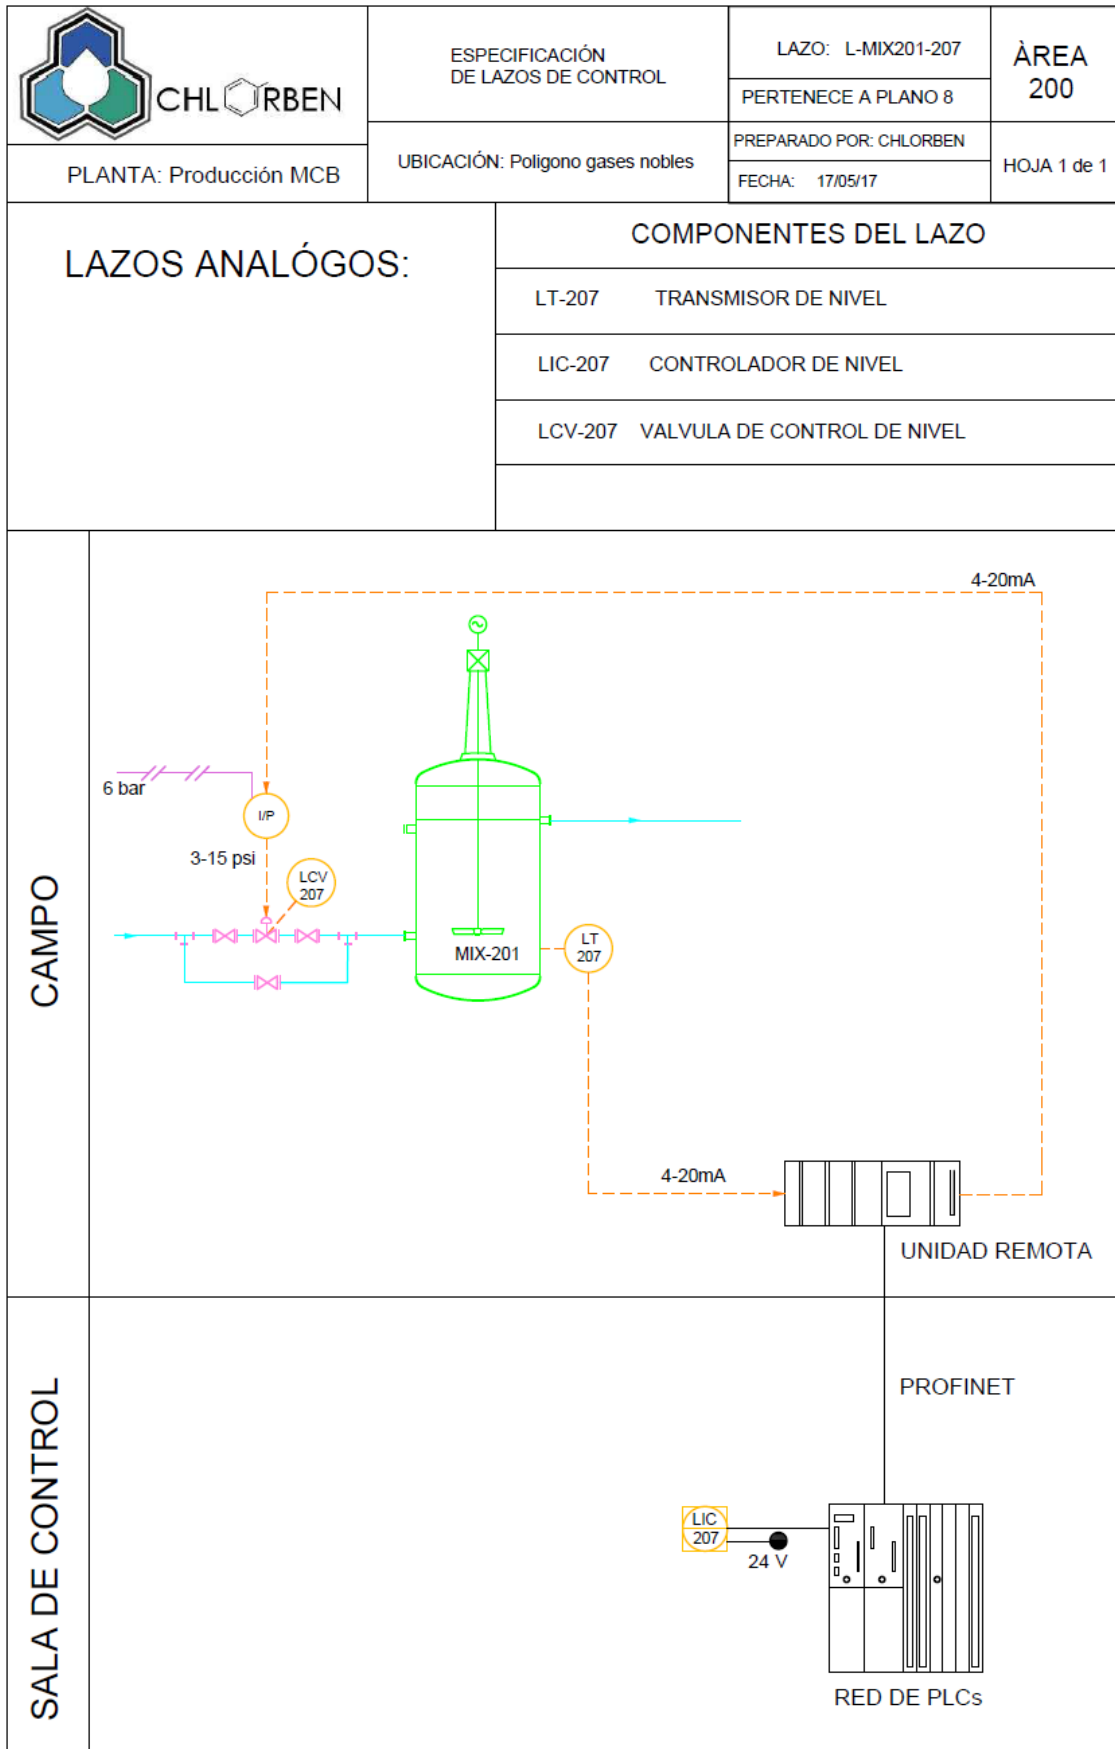 CHLORBEN
PLANTA: Producción MCB
ESPECIFICACIÓN
DE LAZOS DE CONTROL
UBICACIÓN: Poligono gases nobles
LAZO: L-MIX201-207
PERTENECE A PLANO 8
PREPARADO POR: CHLORBEN
FECHA: 17/05/17
ÀREA
200
HOJA 1 de 1
LAZOS ANALÓGOS:
COMPONENTES DEL LAZO
LT-207 TRANSMISOR DE NIVEL
LIC-207 CONTROLADOR DE NIVEL
LCV-207 VALVULA DE CONTROL DE NIVEL
CAMPO
4-20mA
6 bar
I/P
3-15 psi
LCV
207
MIX-201
LT
207
4-20mA
UNIDAD REMOTA
SALA DE CONTROL
PROFINET
LIC
207
24 V
RED DE PLCs